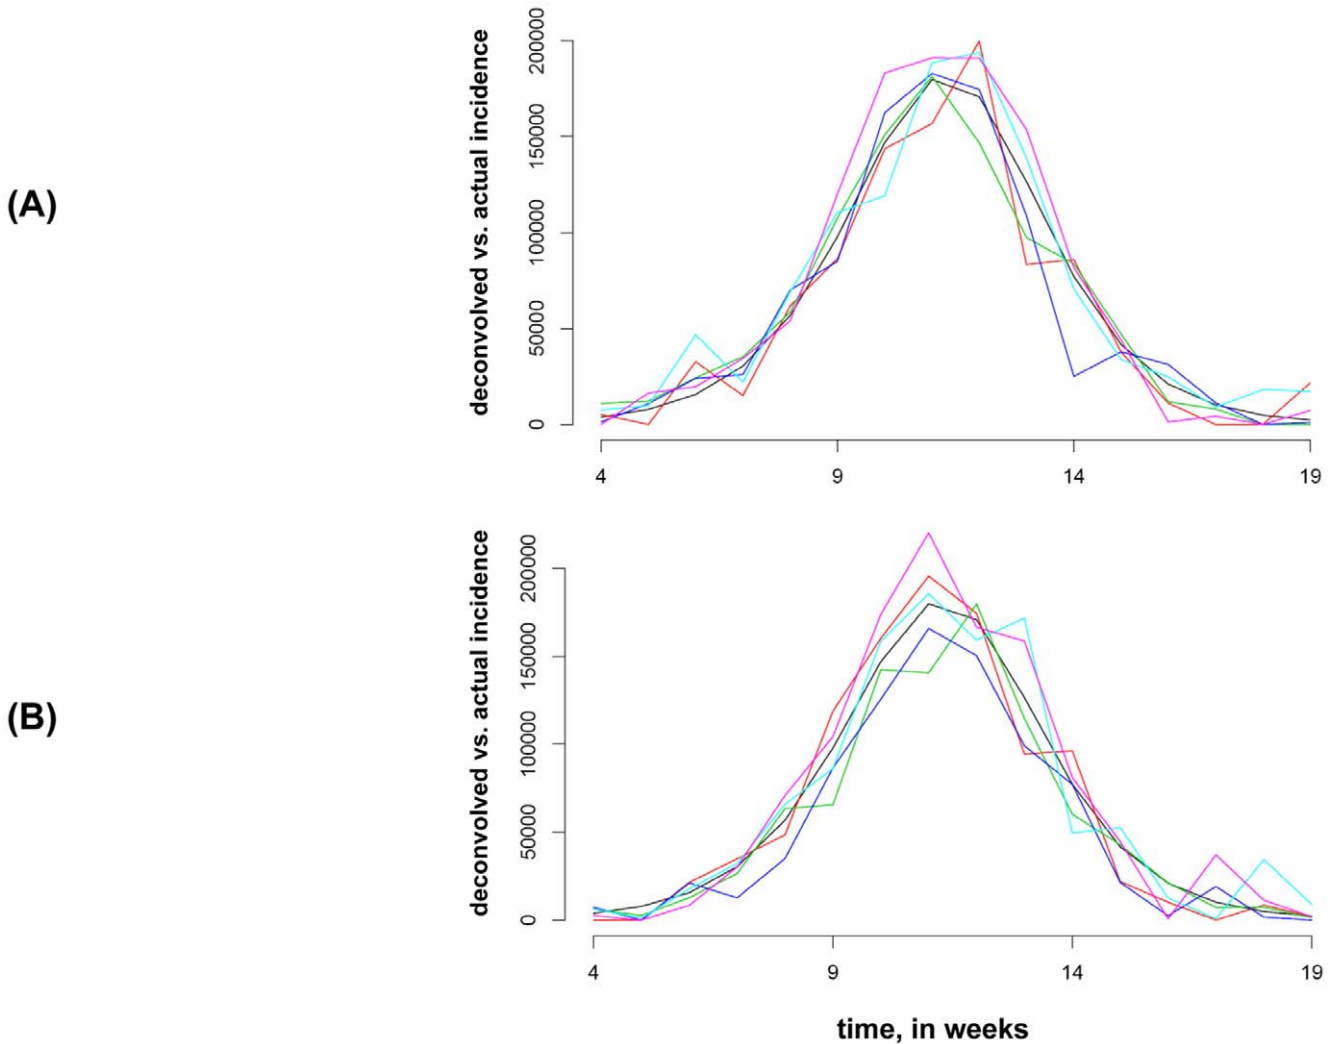 (A)
deconvolved vs. actual incidence
200000
150000
100000
50000
0
4 9 14 19
(B)
deconvolved vs. actual incidence
200000
150000
100000
50000
0
4 9 14 19
time, in weeks